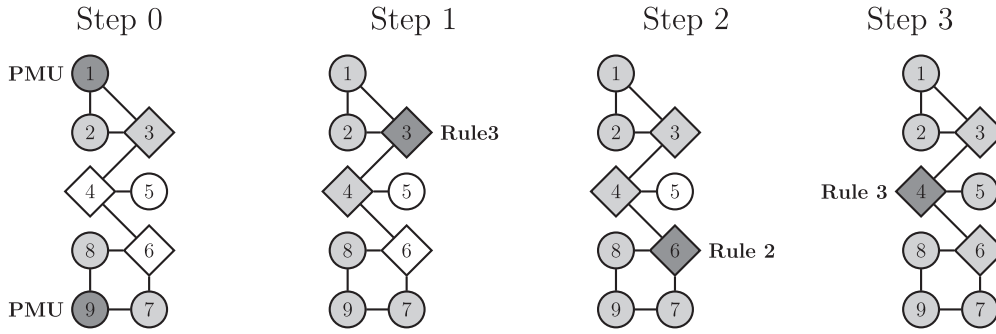 Step 0 Step 1 Step 2 Step 3
PMU 1 1 1 1
2 3 2 3 Rule3 2 3 2 3
4 5 4 5 4 5 Rule 3 4 5
8 6 8 6 8 6 Rule 2 8 6
PMU 9 7 9 7 9 7 9 7